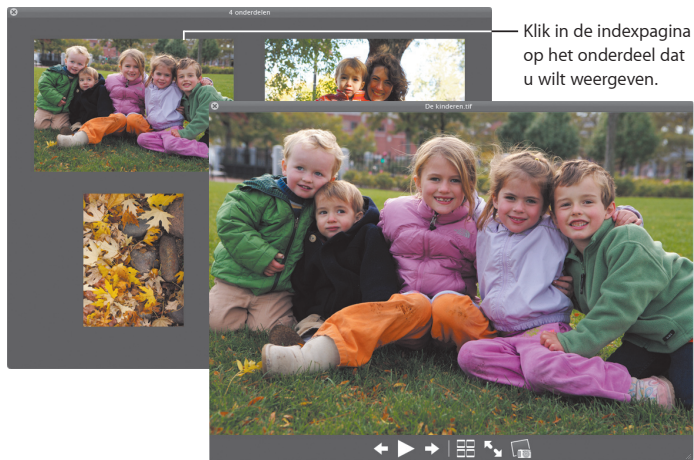 4 onderdelen
Klik in de indexpagina
op het onderdeel dat
u wilt weergeven.
De kinderen.tif